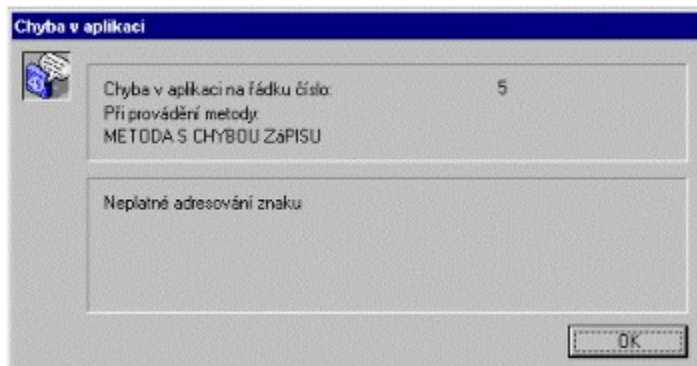 Chyba v aplikaci
Chyba v aplikaci na řádku číslo: 5
Při provádění metody:
METODA S CHYBOU ZáPISU
Neplatné adresování znaku
OK